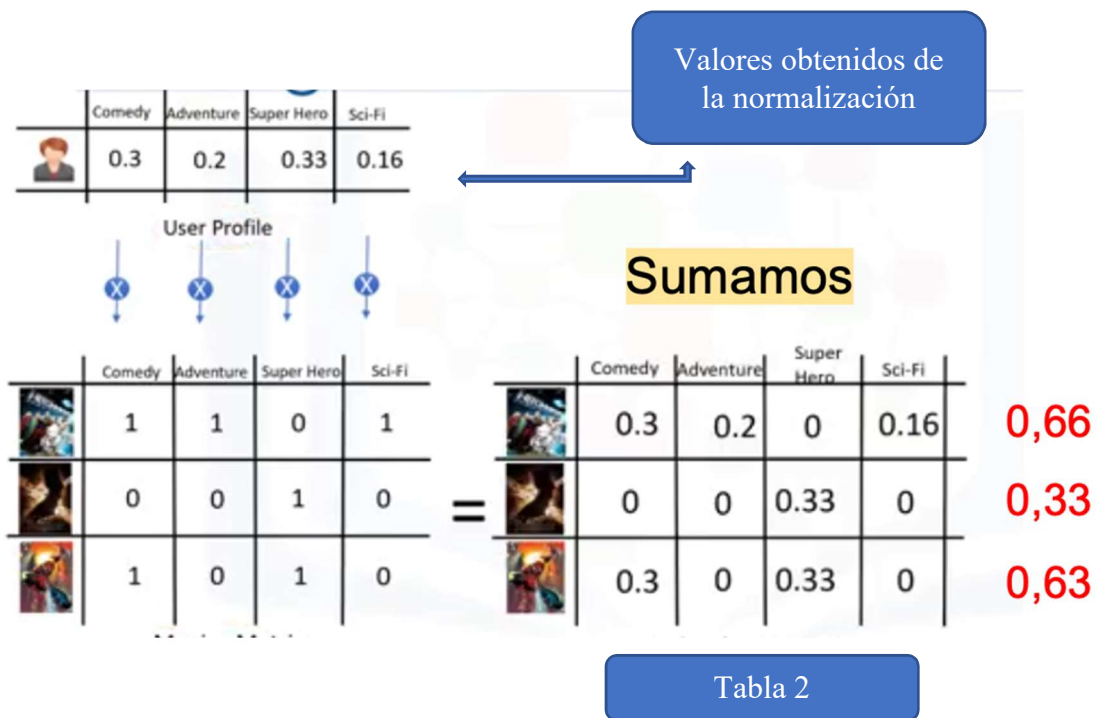 Valores obtenidos de
la normalización
Comedy Adventure Super Hero Sci-Fi
0.3 0.2 0.33 0.16
User Profile
X X X X
Sumamos
Comedy Adventure Super Hero Sci-Fi
1 1 0 1
0 0 1 0
1 0 1 0
=
Comedy Adventure Super Hero Sci-Fi
0.3 0.2 0 0.16 0,66
0 0 0.33 0 0,33
0.3 0 0.33 0 0,63
Tabla 2